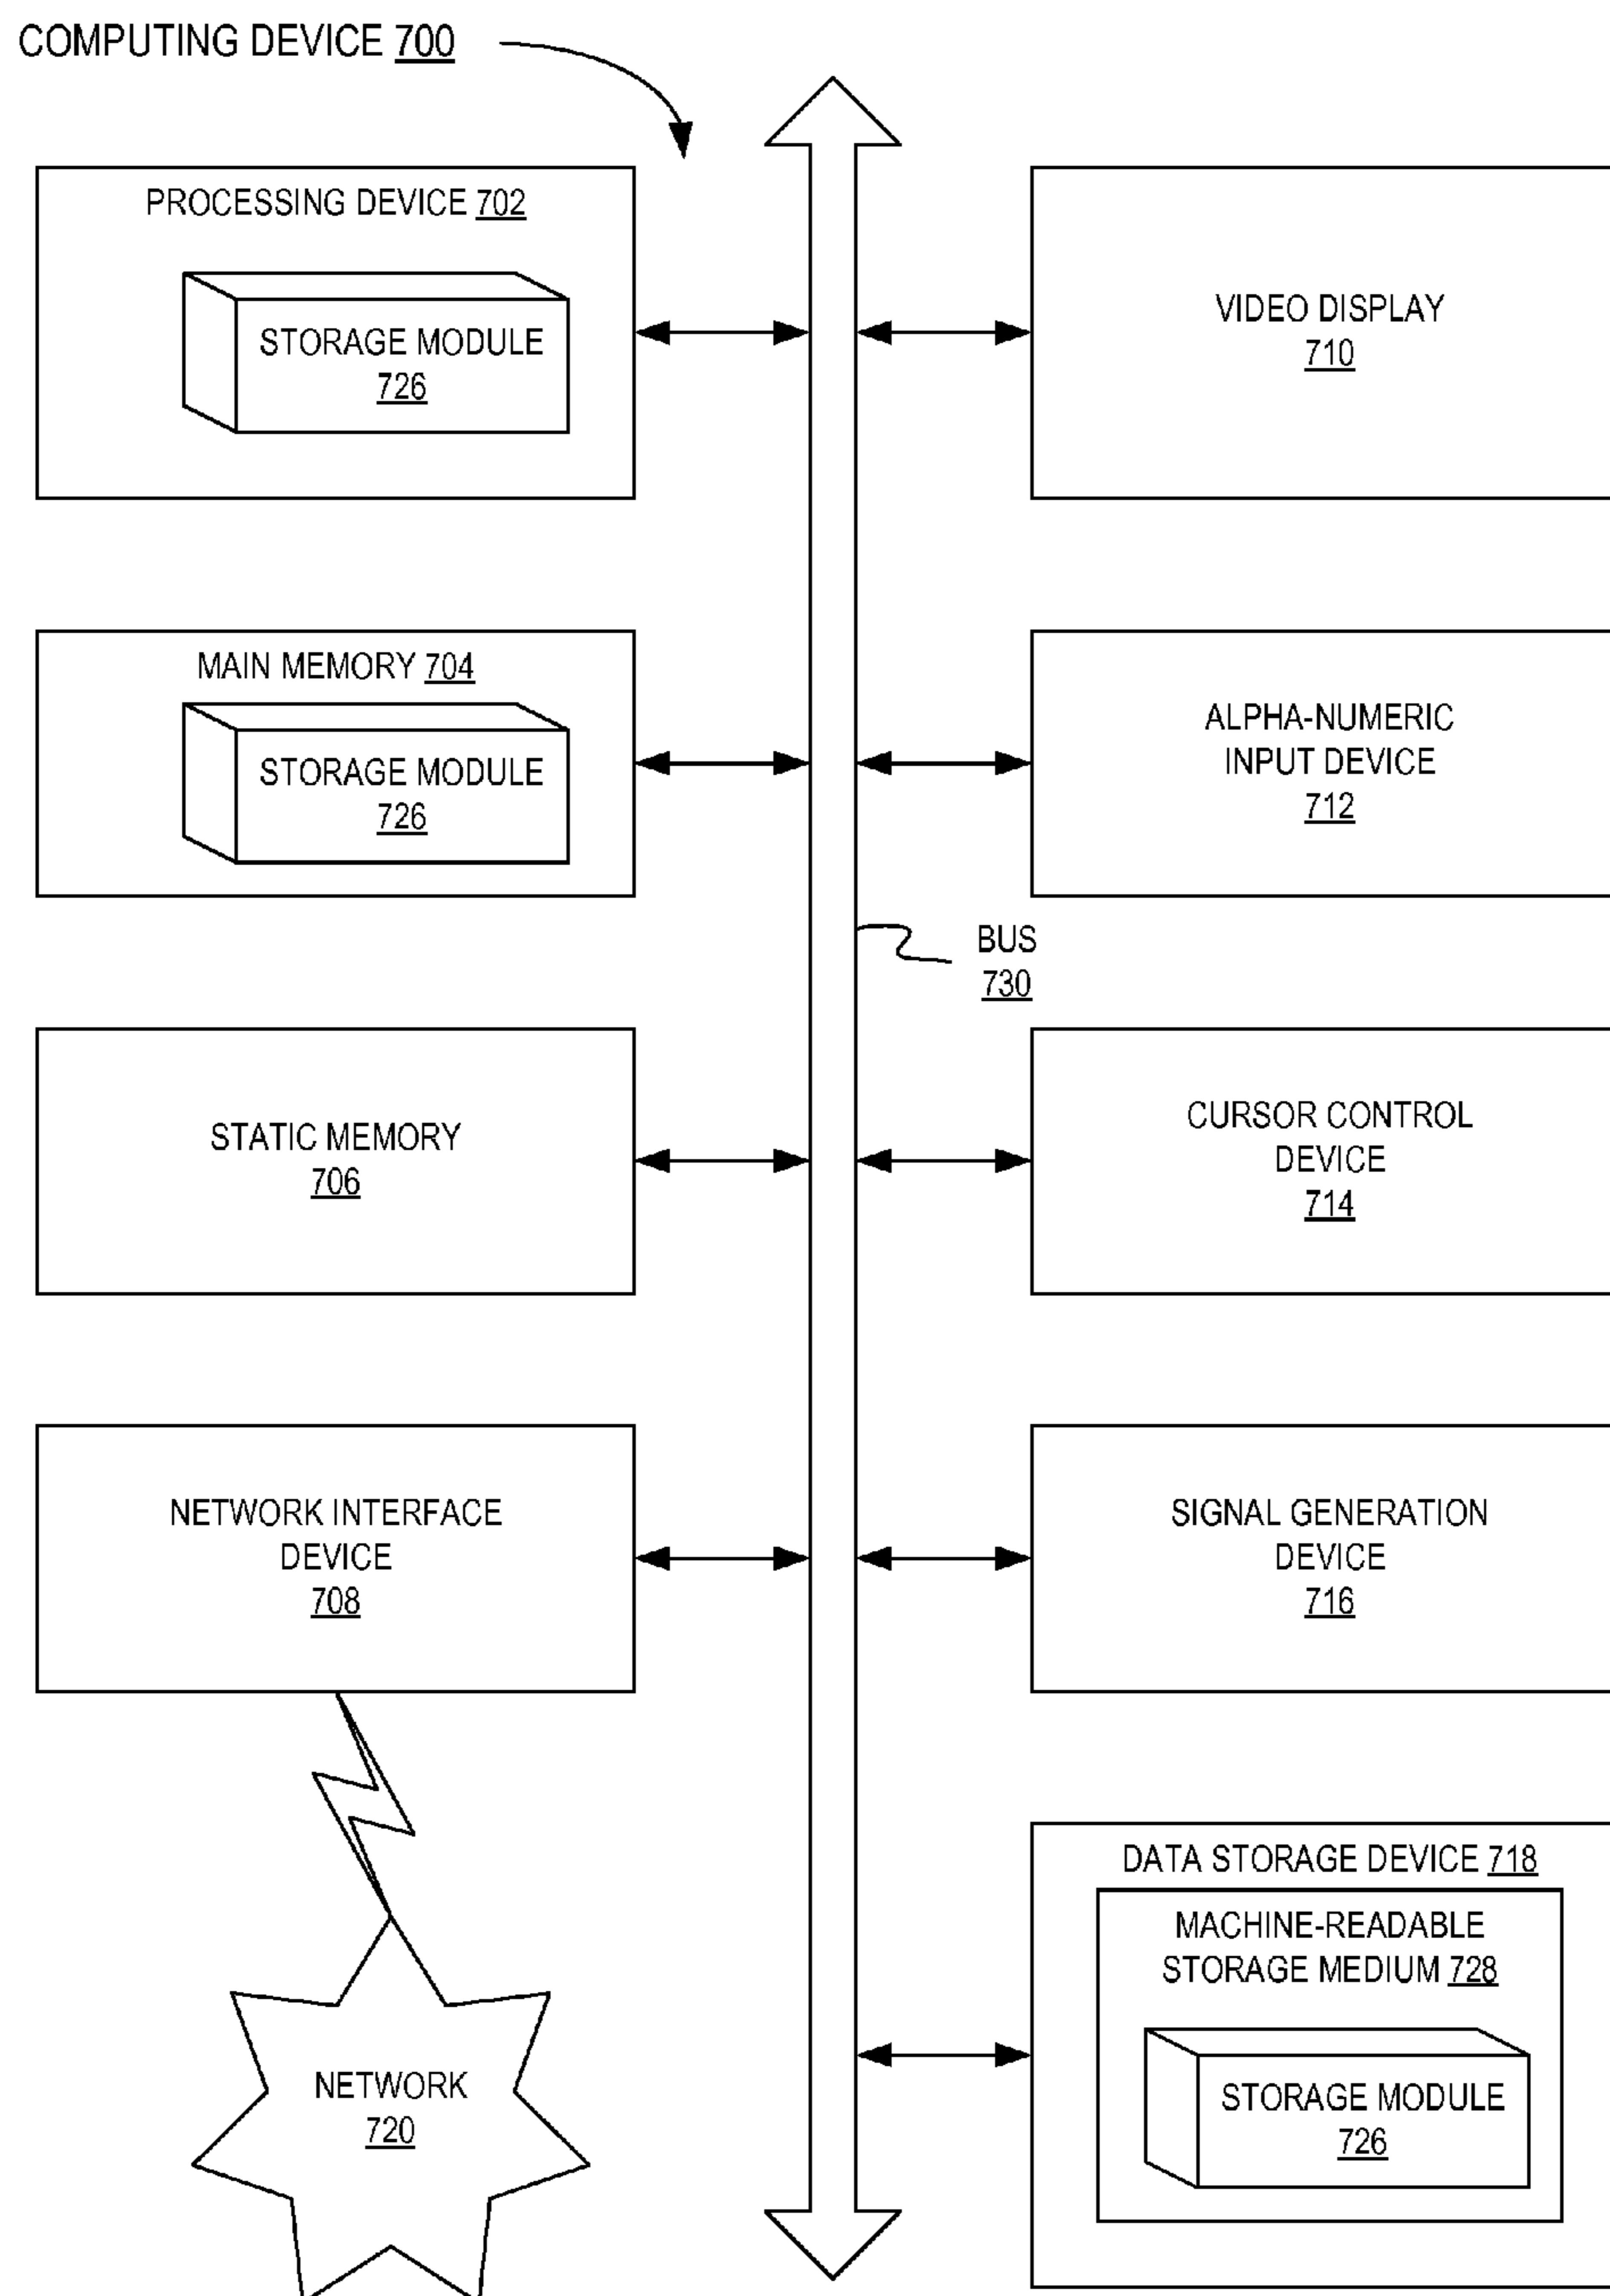 COMPUTING DEVICE 700
PROCESSING DEVICE 702
STORAGE MODULE
726
VIDEO DISPLAY
710
MAIN MEMORY 704
STORAGE MODULE
726
ALPHA-NUMERIC
INPUT DEVICE
712
BUS
730
STATIC MEMORY
706
CURSOR CONTROL
DEVICE
714
NETWORK INTERFACE
DEVICE
708
SIGNAL GENERATION
DEVICE
716
DATA STORAGE DEVICE 718
MACHINE-READABLE
STORAGE MEDIUM 728
STORAGE MODULE
726
NETWORK
720